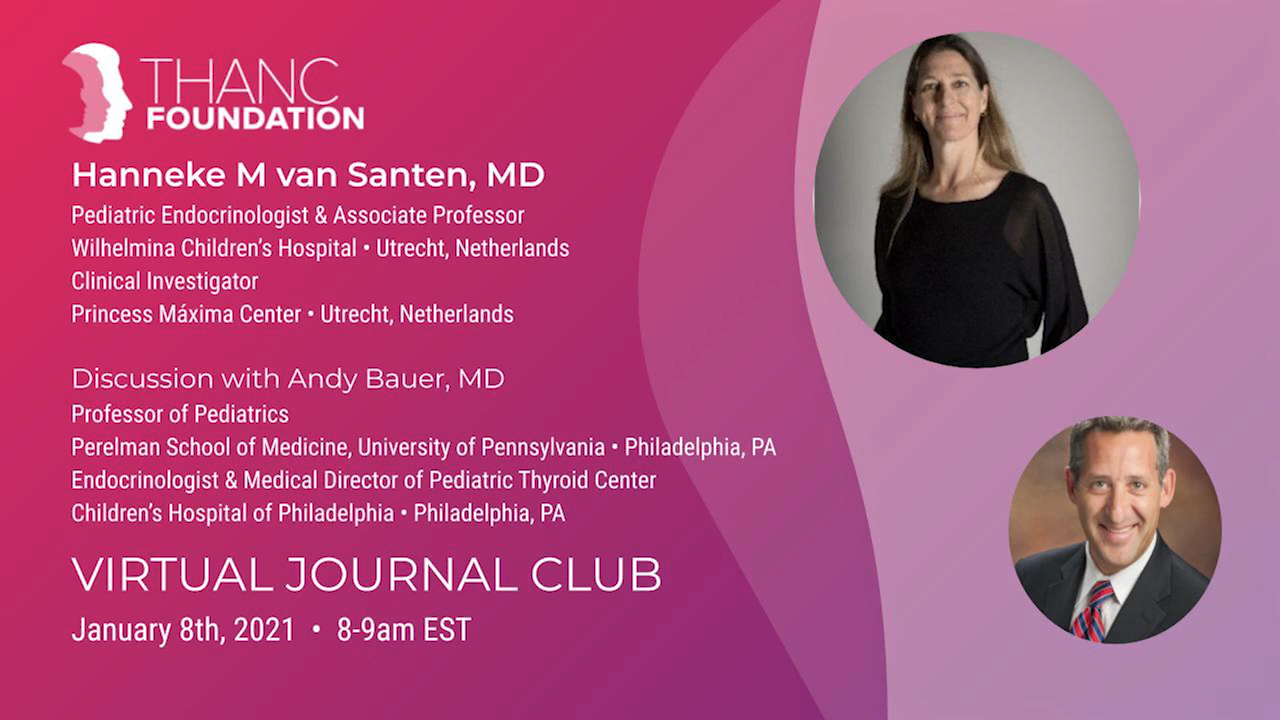 THANC
FOUNDATION
Hanneke M van Santen, MD
Pediatric Endocrinologist & Associate Professor
Wilhelmina Children’s Hospital • Utrecht, Netherlands
Clinical Investigator
Princess Máxima Center • Utrecht, Netherlands
Discussion with Andy Bauer, MD
Professor of Pediatrics
Perelman School of Medicine, University of Pennsylvania • Philadelphia, PA
Endocrinologist & Medical Director of Pediatric Thyroid Center
Children’s Hospital of Philadelphia • Philadelphia, PA
VIRTUAL JOURNAL CLUB
January 8th, 2021 • 8-9am EST